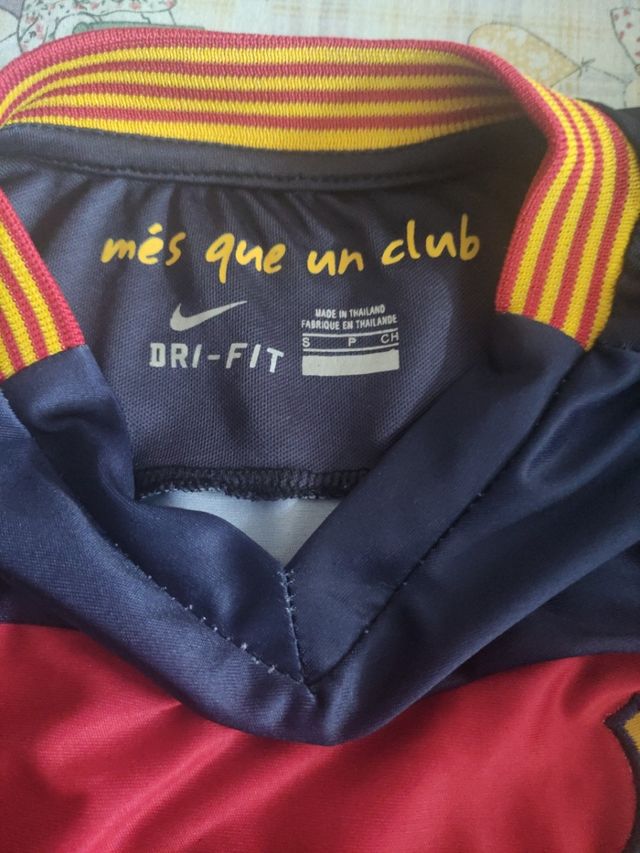 més que un club
MADE IN THAILAND
FABRIQUE EN THAILANDE
S P CH
DRI-FIT